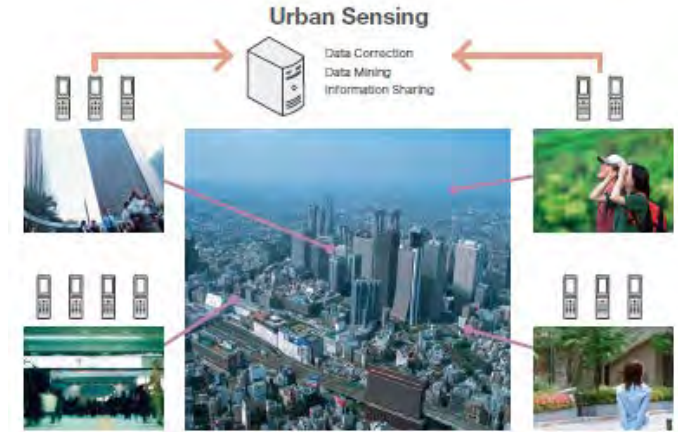 Urban Sensing
Data Correction
Data Mining
Information Sharing